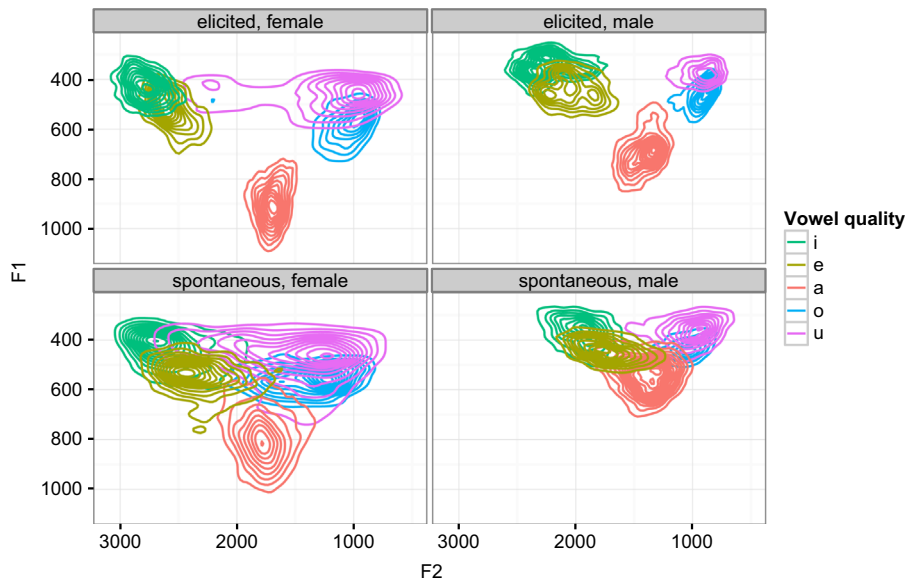 elicited, female
elicited, male
400
600
800
1000
spontaneous, female
spontaneous, male
400
600
800
1000
3000
2000
1000
3000
2000
1000
F1
F2
Vowel quality
i
e
a
o
u